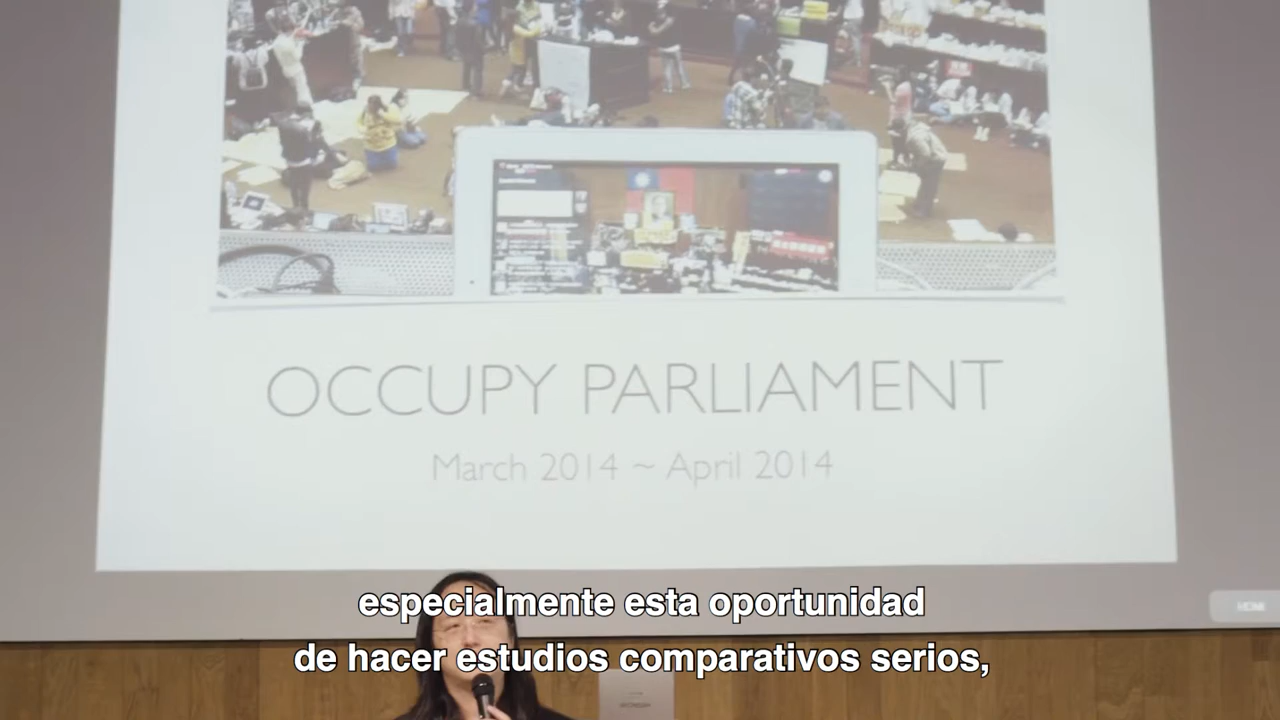 OCCUPY PARLIAMENT
March 2014 ~ April 2014
especialmente esta oportunidad
de hacer estudios comparativos serios,